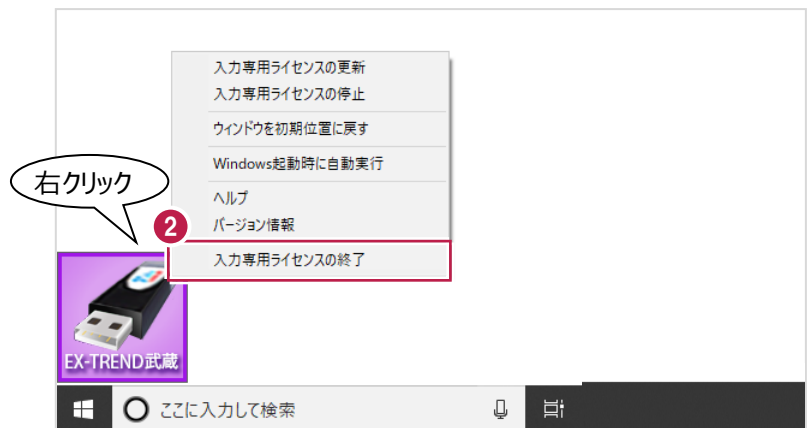 入力専用ライセンスの更新
入力専用ライセンスの停止
ウィンドウを初期位置に戻す
Windows起動時に自動実行
ヘルプ
バージョン情報
入力専用ライセンスの終了
右クリック
2
EX-TREND武蔵
ここに入力して検索